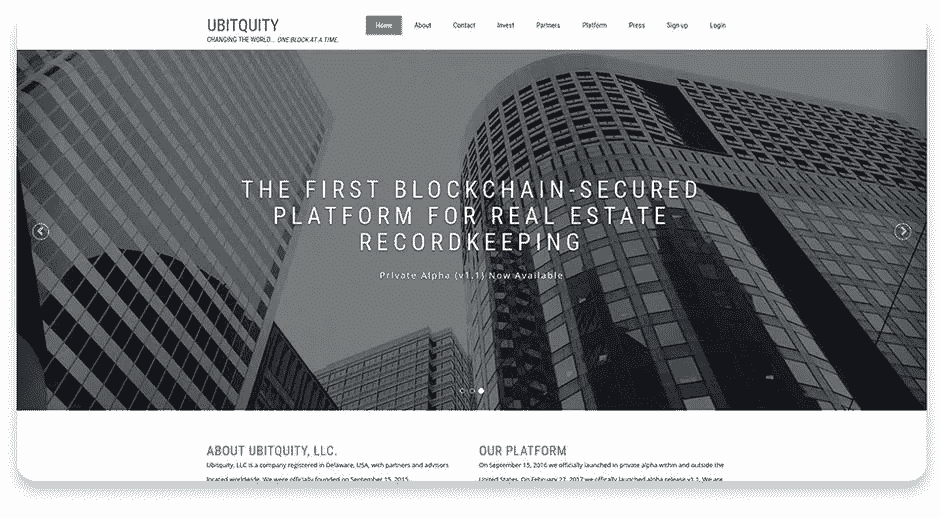 UBITQUITY
CHANGING THE WORLD... ONE BLOCK AT A TIME.
Home About Contact Invest Partners Platform Press Sign up Login
THE FIRST BLOCKCHAIN-SECURED
PLATFORM FOR REAL ESTATE
RECORDKEEPING
Private Alpha (v1.1) Now Available
ABOUT UBITQUITY, LLC.
Ubitquity, LLC is a company registered in Delaware, USA, with partners and advisors
located worldwide. We were officially founded on September 15, 2015.
OUR PLATFORM
On September 15, 2016 we officially launched in private alpha within and outside the
United States. On February 27, 2017 we officially launched alpha release v1.1. We are